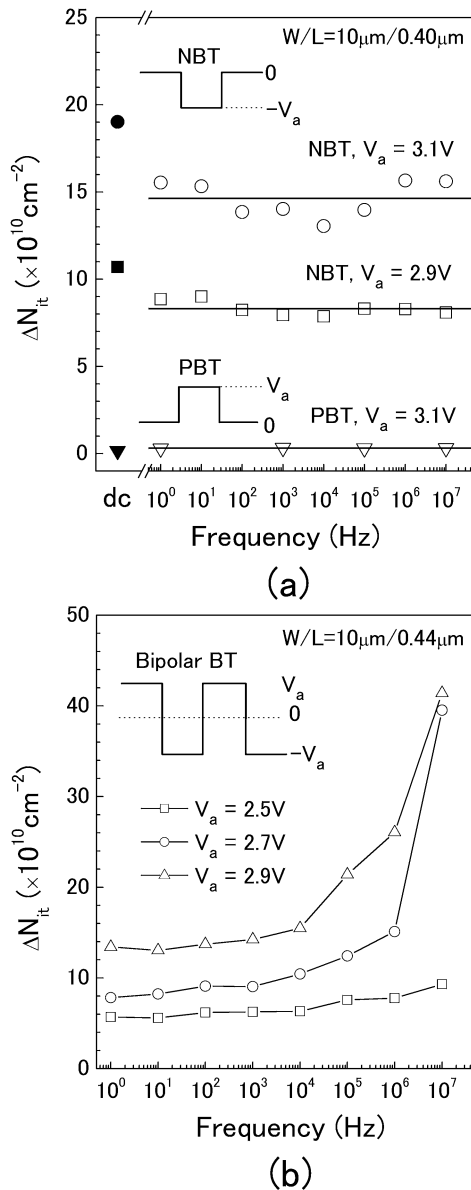 25
20
15
10
5
0
ΔN_it (×10^10 cm^−2)
W/L=10μm/0.40μm
NBT
0
−V_a
NBT, V_a = 3.1V
NBT, V_a = 2.9V
PBT
V_a
0
PBT, V_a = 3.1V
dc
10^0 10^1 10^2 10^3 10^4 10^5 10^6 10^7
Frequency (Hz)
(a)
50
40
30
20
10
0
ΔN_it (×10^10 cm^−2)
W/L=10μm/0.44μm
Bipolar BT
V_a
0
−V_a
V_a = 2.5V
V_a = 2.7V
V_a = 2.9V
10^0 10^1 10^2 10^3 10^4 10^5 10^6 10^7
Frequency (Hz)
(b)